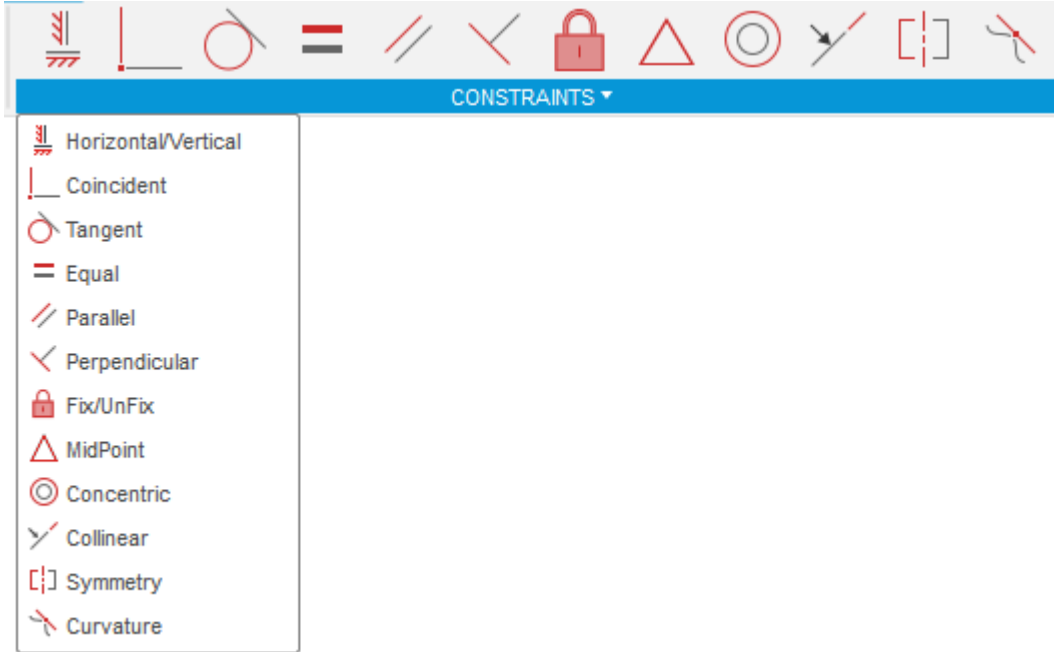 CONSTRAINTS
Horizontal/Vertical
Coincident
Tangent
Equal
Parallel
Perpendicular
Fix/UnFix
MidPoint
Concentric
Collinear
Symmetry
Curvature